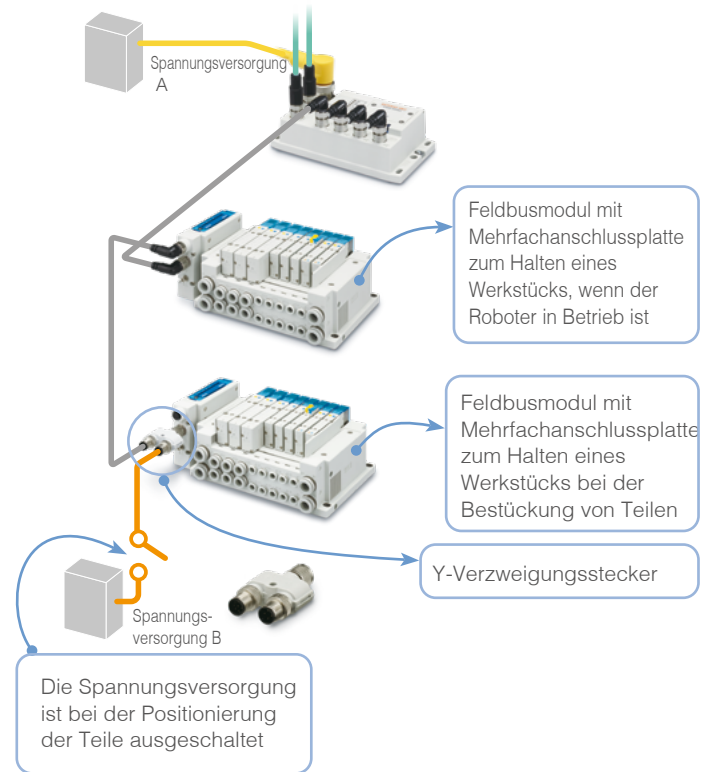 Spannungsversorgung
A
Feldbusmodul mit
Mehrfachanschlussplatte
zum Halten eines
Werkstücks, wenn der
Roboter in Betrieb ist
Feldbusmodul mit
Mehrfachanschlussplatte
zum Halten eines
Werkstücks bei der
Bestückung von Teilen
Y-Verzweigungsstecker
Spannungs-
versorgung B
Die Spannungsversorgung
ist bei der Positionierung
der Teile ausgeschaltet